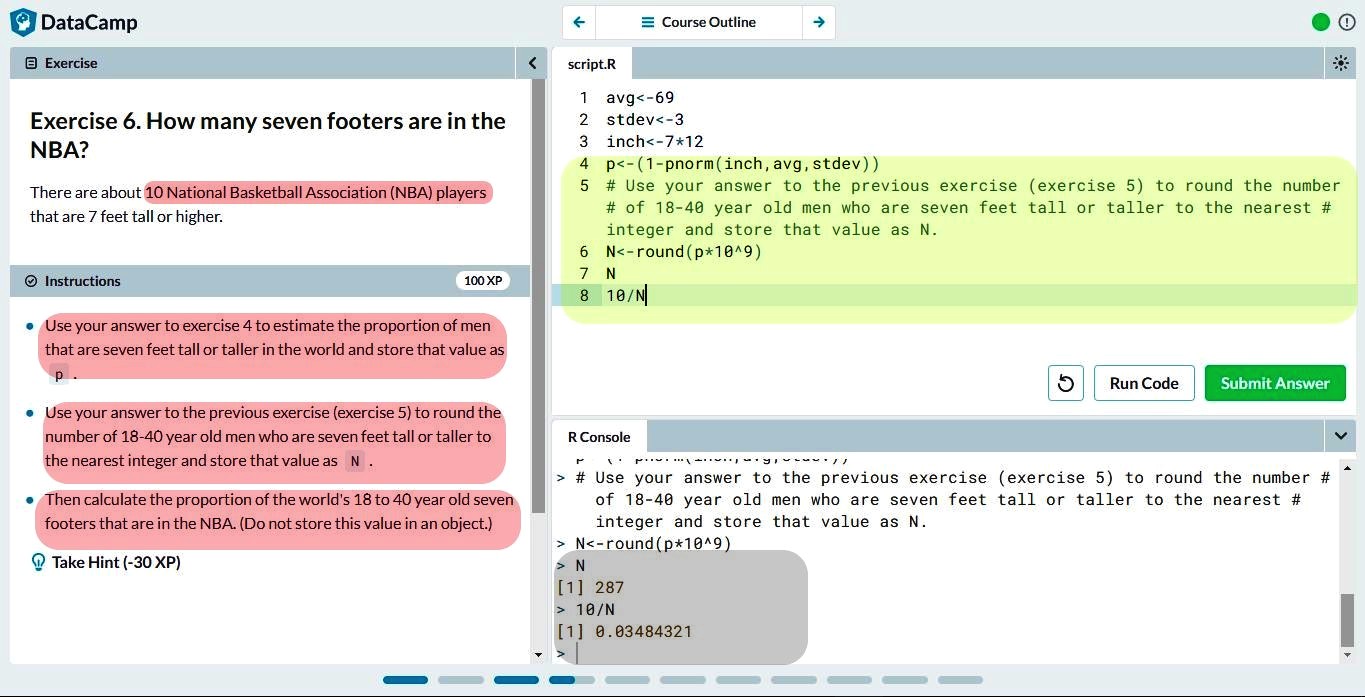 DataCamp
Course Outline
Exercise
Exercise 6. How many seven footers are in the
NBA?
There are about 10 National Basketball Association (NBA) players
that are 7 feet tall or higher.
Instructions
100 XP
Use your answer to exercise 4 to estimate the proportion of men
that are seven feet tall or taller in the world and store that value as
p .
Use your answer to the previous exercise (exercise 5) to round the
number of 18-40 year old men who are seven feet tall or taller to
the nearest integer and store that value as N .
Then calculate the proportion of the world's 18 to 40 year old seven
footers that are in the NBA. (Do not store this value in an object.)
Take Hint (-30 XP)
script.R
1 avg<-69
2 stdev<-3
3 inch<-7*12
4 p<-(1-pnorm(inch,avg,stdev))
5 # Use your answer to the previous exercise (exercise 5) to round the number
# of 18-40 year old men who are seven feet tall or taller to the nearest #
integer and store that value as N.
6 N<-round(p*10^9)
7 N
8 10/N
Run Code
Submit Answer
R Console
> # Use your answer to the previous exercise (exercise 5) to round the number #
of 18-40 year old men who are seven feet tall or taller to the nearest #
integer and store that value as N.
> N<-round(p*10^9)
> N
[1] 287
> 10/N
[1] 0.03484321
>